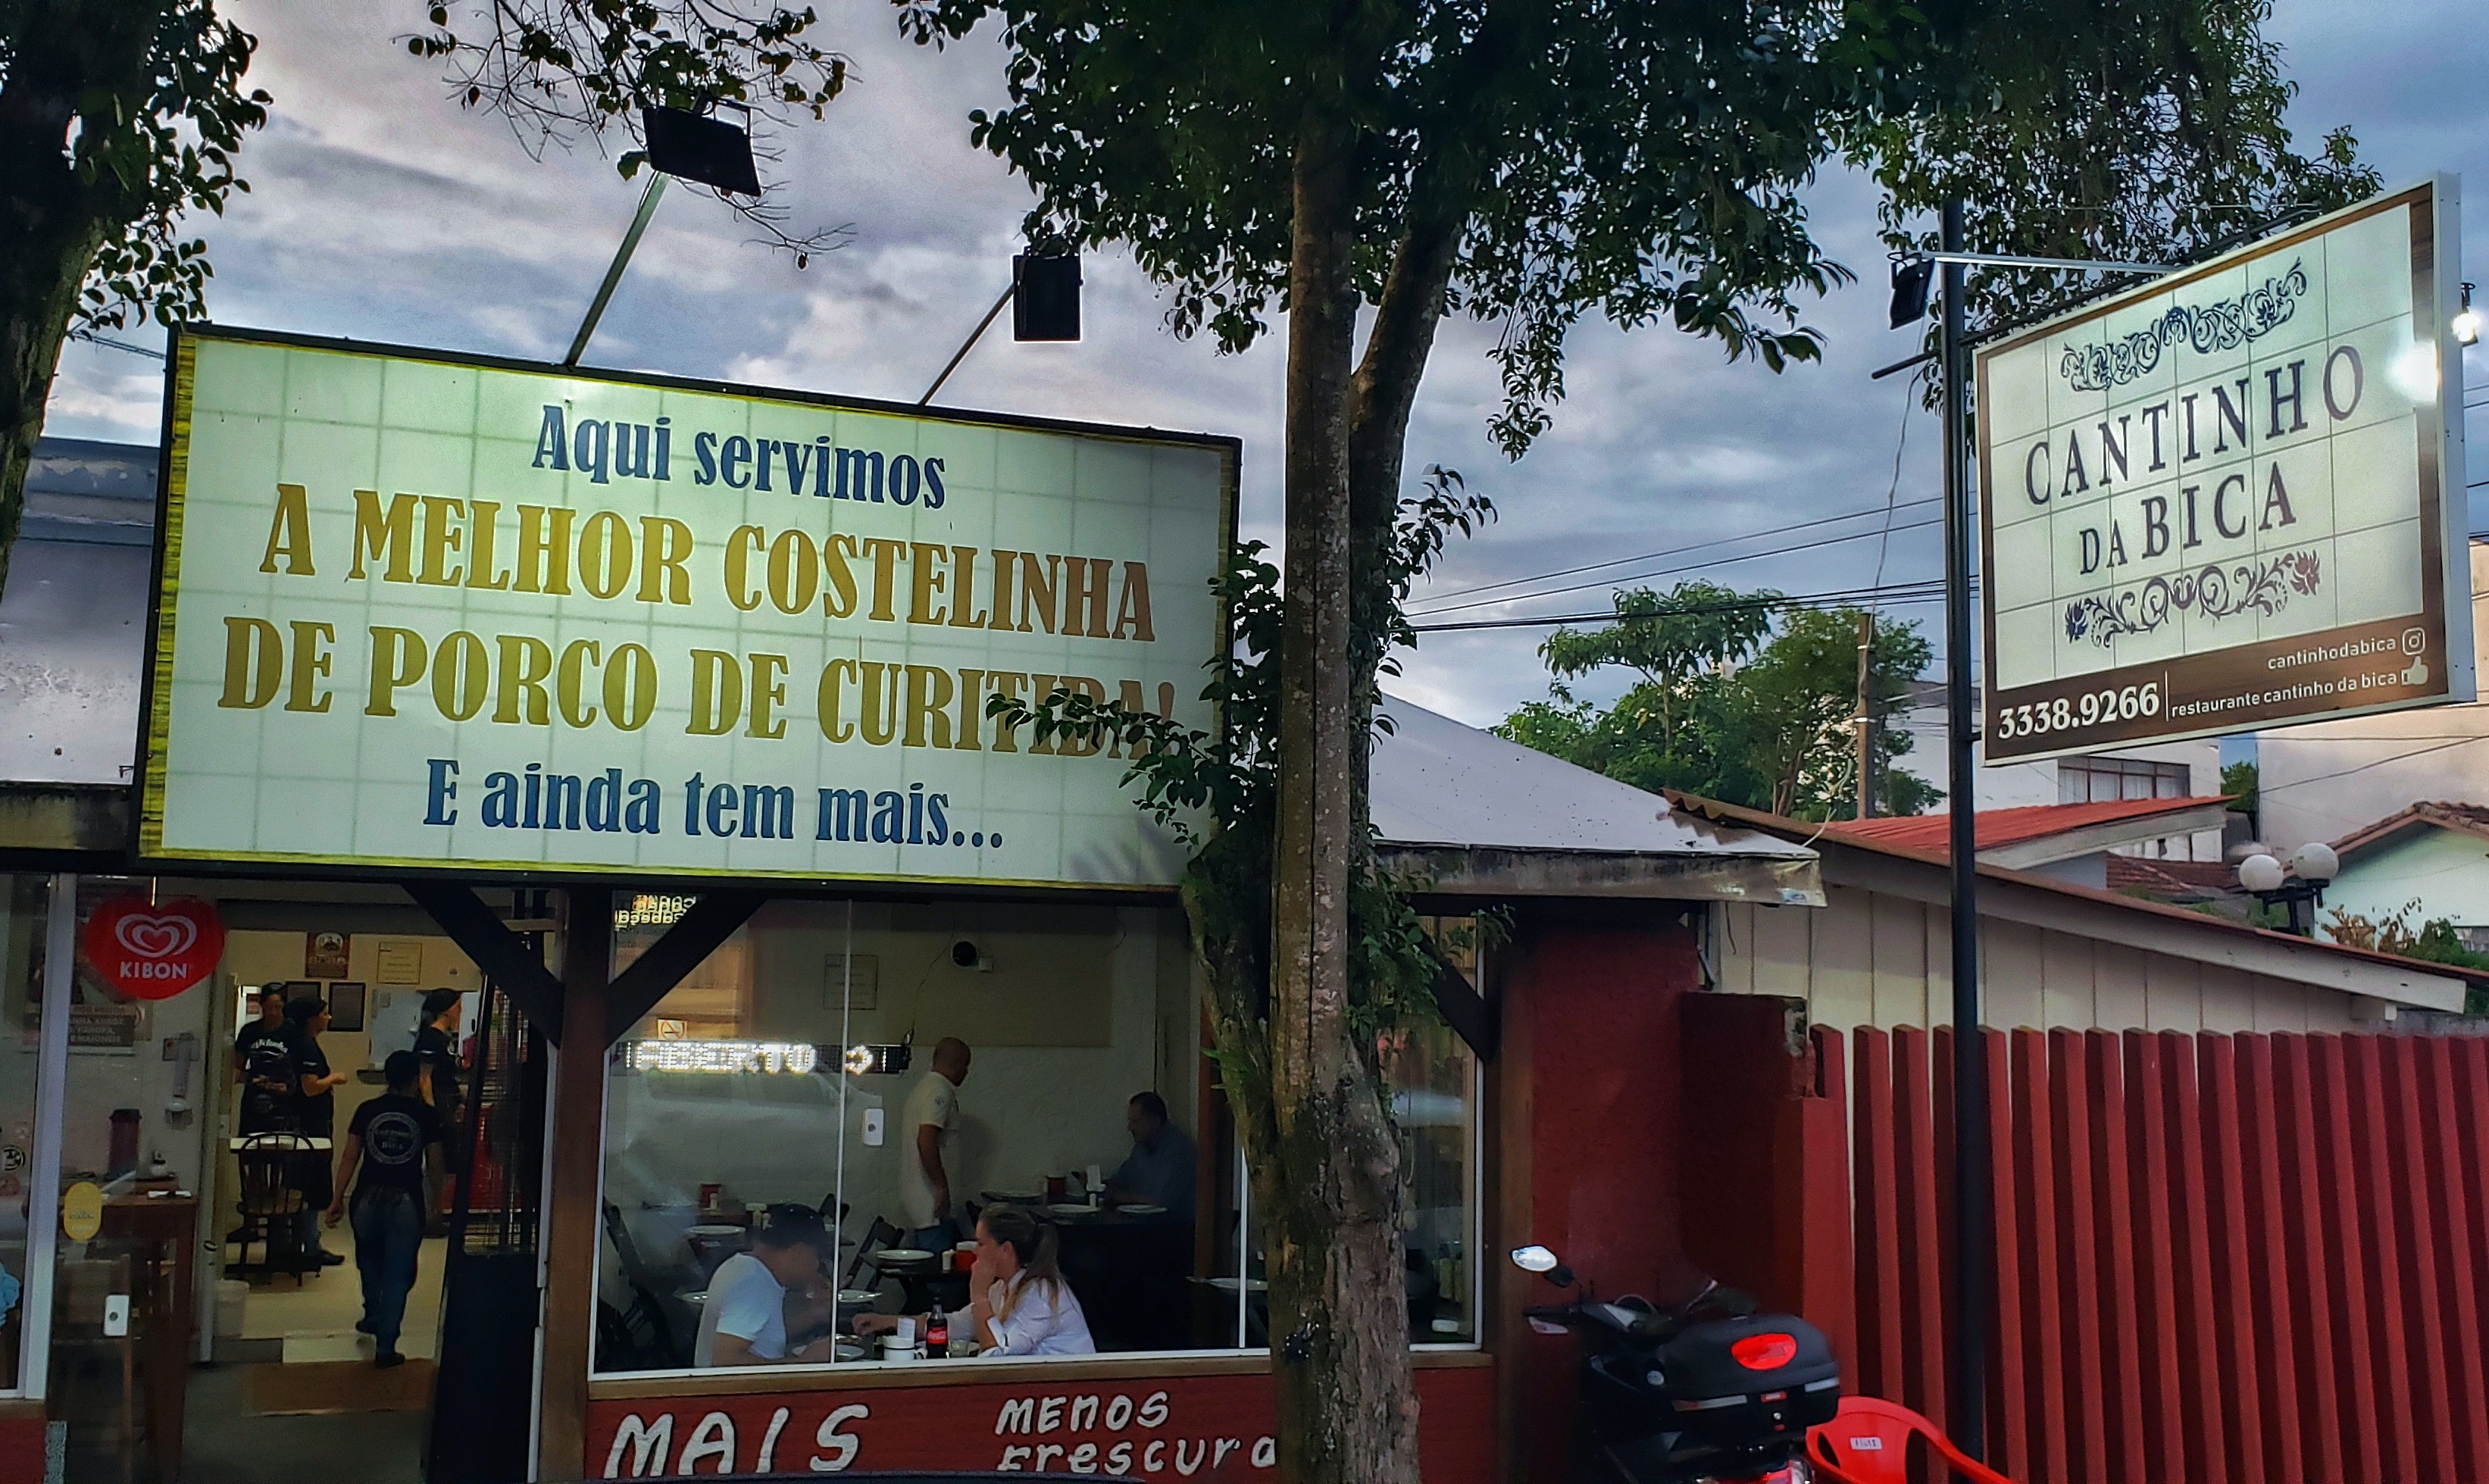 Aqui servimos
A MELHOR COSTELINHA
DE PORCO DE CURITIBA!
E ainda tem mais...
CANTINHO
DA BICA
cantinhodabica
3338.9266
restaurante cantinho da bica
KIBON
MAIS
MENOS
FRESCURA